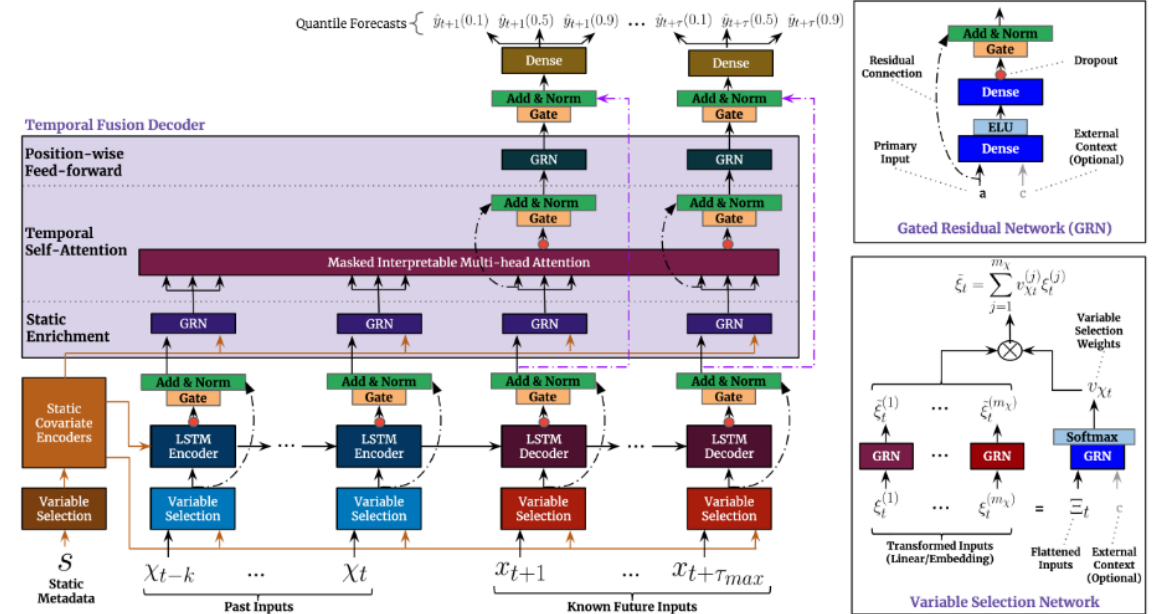 Quantile Forecasts { ŷt+1(0.1) ŷt+1(0.5) ŷt+1(0.9) ... ŷt+τ(0.1) ŷt+τ(0.5) ŷt+τ(0.9)
Dense
Dense
Add & Norm
Gate
Add & Norm
Gate
Temporal Fusion Decoder
Position-wise
Feed-forward
GRN
GRN
Add & Norm
Gate
Add & Norm
Gate
Temporal
Self-Attention
Masked Interpretable Multi-head Attention
Static
Enrichment
GRN
GRN
GRN
GRN
Add & Norm
Gate
Add & Norm
Gate
Add & Norm
Gate
Add & Norm
Gate
Static
Covariate
Encoders
LSTM
Encoder
...
LSTM
Encoder
LSTM
Decoder
...
LSTM
Decoder
Variable
Selection
Variable
Selection
Variable
Selection
Variable
Selection
Variable
Selection
s
Static
Metadata
χt−k
...
χt
xt+1
...
xt+τmax
Past Inputs
Known Future Inputs
Add & Norm
Gate
Residual
Connection
Dropout
Dense
ELU
Dense
Primary
Input
External
Context
(Optional)
a
c
Gated Residual Network (GRN)
ξ̃t = ∑j=1mχ vχt(j) ξ̃t(j)
Variable
Selection
Weights
vχt
ξ̃t(1) ... ξ̃t(mχ)
Softmax
GRN
GRN
...
GRN
ξt(1) ... ξt(mχ) = Ξt c
Transformed Inputs
(Linear/Embedding)
Flattened
Inputs
External
Context
(Optional)
Variable Selection Network